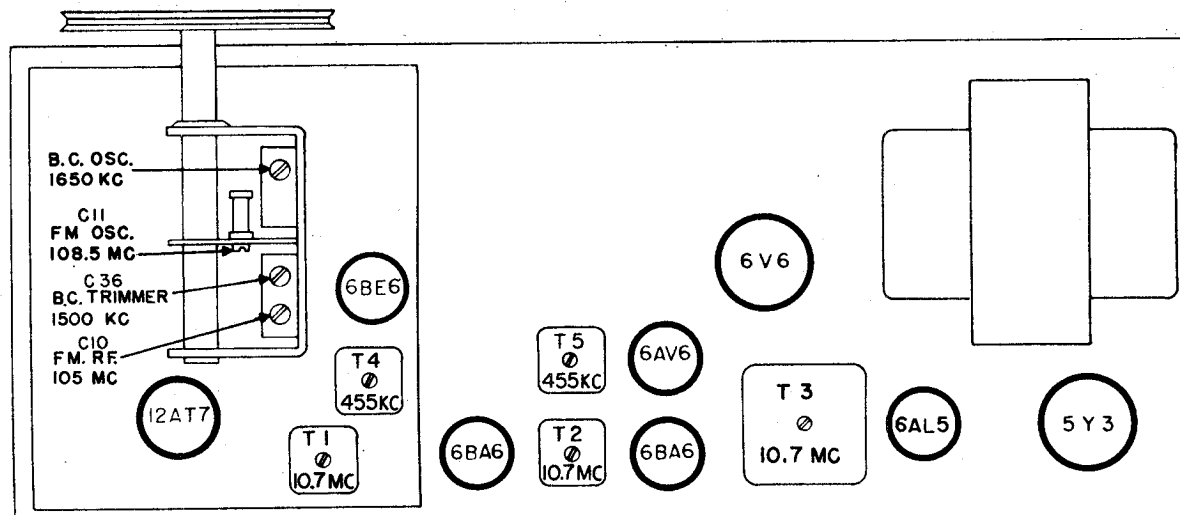 B.C. OSC.
1650 KC
C11
FM OSC.
108.5 MC
C36
B.C. TRIMMER
1500 KC
C10
FM. RF.
105 MC
12AT7
6BE6
T4
455KC
T1
10.7MC
6BA6
T5
455KC
T2
10.7MC
6AV6
6BA6
6V6
T3
10.7 MC
6AL5
5Y3